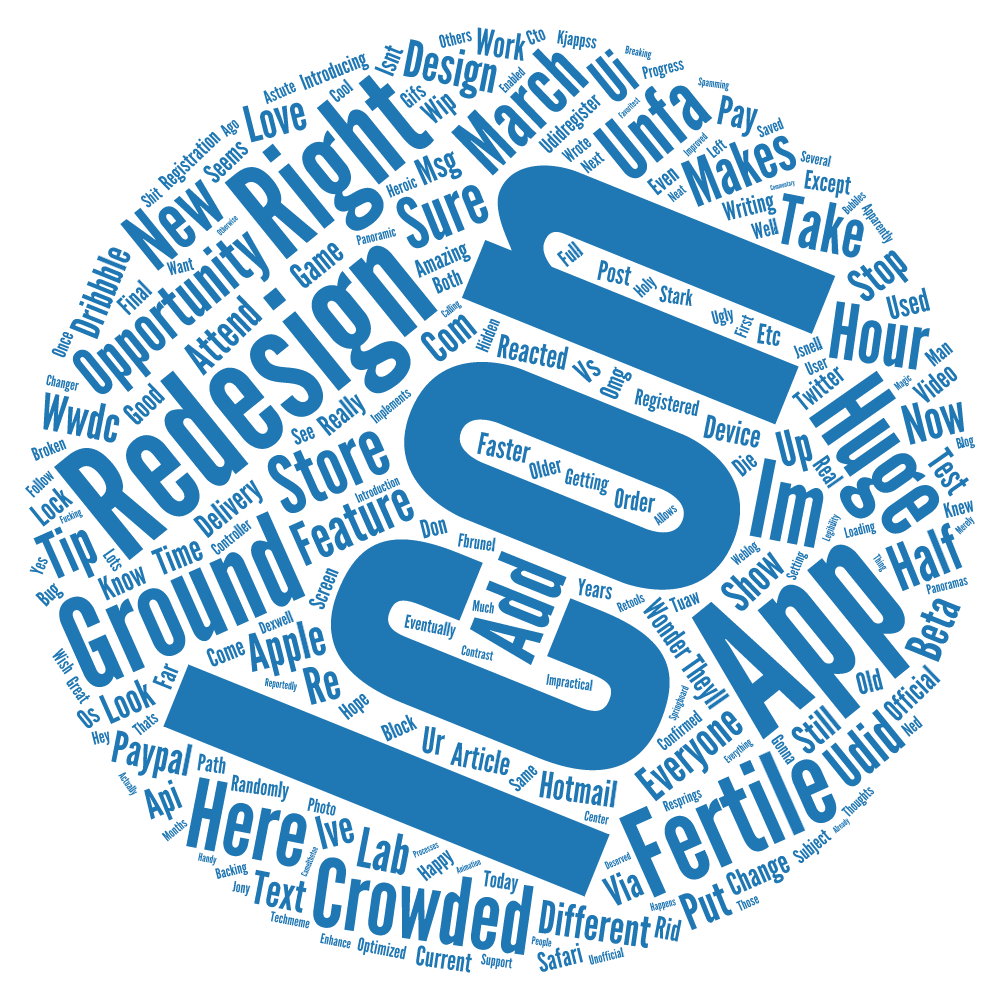 Icon
App
Redesign
Right
Ground
Fertile
Huge
Crowded
Here
March
Unfa
Opportunity
New
Store
Sure
Im
Add
Hour
Take
Makes
Half
Feature
Design
Ui
Love
Work
Cto
Kjappss
Others
Isnt
Introducing
Astute
Cool
Gifs
Wip
Enabled
Breaking
Progress
Spamming
Udidregister
Favoritest
Pay
Saved
Wrote
Next
Improved
Left
Even
Neat
Several
Commentary
Except
Writing
Well
Bubbles
Apparently
Stop
Used
Ago
Registration
Shit
Seems
Msg
Heroic
Otherwise
Want
Panoramic
Game
Amazing
Both
Calling
Com
Dribbble
Final
Once
Attend
Good
Changer
Wwdc
Broken
Follow
Lock
Fucking
Tip
Yes
Bug
Lots
Know
Time
Delivery
Controller
See
Really
Implements
Introduction
Full
Post
Holy
Stark
Ugly
First
Etc
Hidden
Reacted
Vs
Omg
Registered
Device
Jsnell
User
Twitter
Man
Magic
Video
Now
Blog
Test
Knew
Merely
Up
Real
Die
Legibility
Loading
Thing
Panoramas
Faster
Older
Getting
Order
Allows
Don
Fbrunel
Screen
Years
Retools
Much
Eventually
Contrast
Impractical
Weblog
Setting
Show
Tuaw
Wonder
Theyll
Springboard
Confirmed
Beta
Old
Official
Ned
Still
Udid
Gonna
Everyone
Everything
Dexwell
Come
Apple
Reportedly
Re
Hope
Wish
Great
Os
Look
Far
Hey
Thats
Paypal
Path
Actually
Api
Months
Randomly
Photo
Block
Ur
Article
Same
Hotmail
Center
Resprings
Deserved
Via
Happens
Put
Those
Change
Subject
Already
Thoughts
Rid
Ive
Lab
Processes
Happy
Animation
Today
Handy
Backing
Jony
Text
Techmeme
Enhance
Optimized
Current
Support
Different
People
Safari
Unofficial